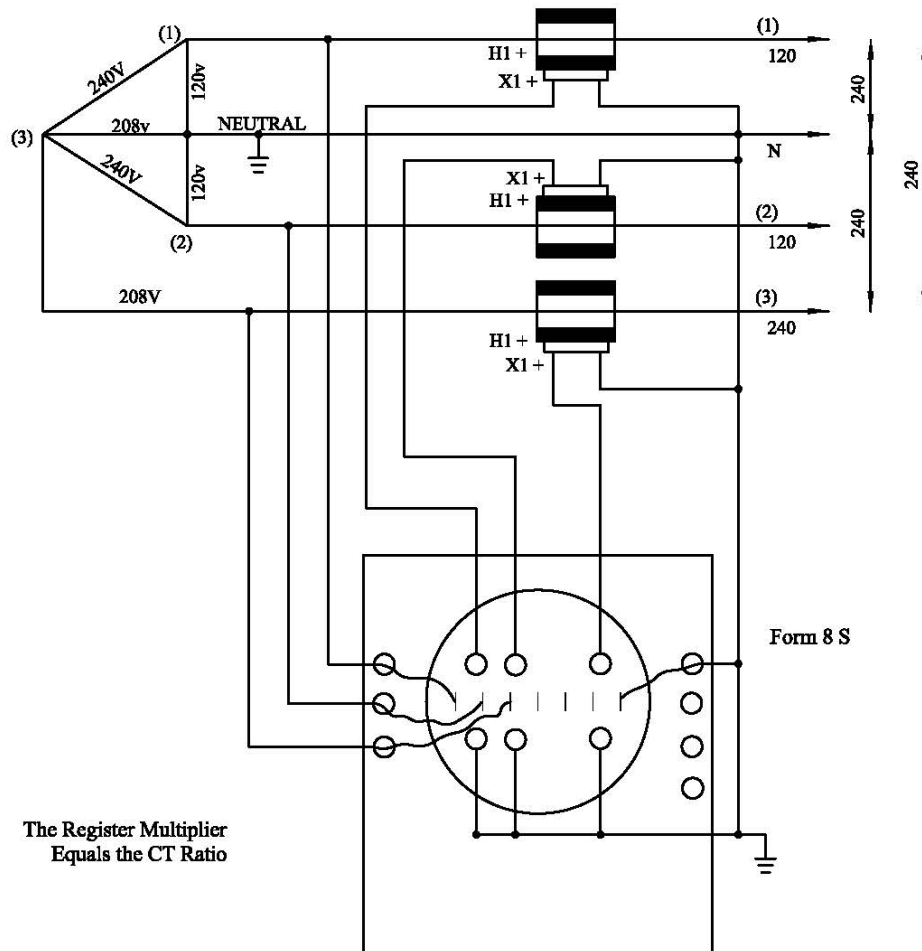 (1)
(1)
H1 +
120
X1 +
240V
120v
240
(3)
208v
NEUTRAL
N
240V
120v
X1 +
H1 +
(2)
(2)
120
240
240
208V
(3)
H1 +
240
X1 +
Form 8 S
The Register Multiplier
Equals the CT Ratio